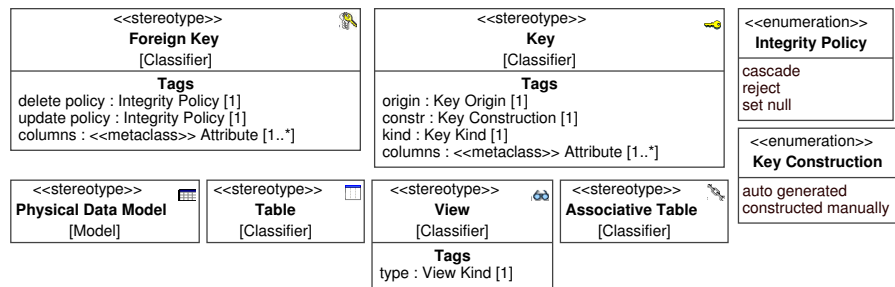 <<stereotype>>
Foreign Key
[Classifier]
Tags
delete policy : Integrity Policy [1]
update policy : Integrity Policy [1]
columns : <<metaclass>> Attribute [1..*]
<<stereotype>>
Key
[Classifier]
Tags
origin : Key Origin [1]
constr : Key Construction [1]
kind : Key Kind [1]
columns : <<metaclass>> Attribute [1..*]
<<enumeration>>
Integrity Policy
cascade
reject
set null
<<enumeration>>
Key Construction
auto generated
constructed manually
<<stereotype>>
Physical Data Model
[Model]
<<stereotype>>
Table
[Classifier]
<<stereotype>>
View
[Classifier]
Tags
type : View Kind [1]
<<stereotype>>
Associative Table
[Classifier]